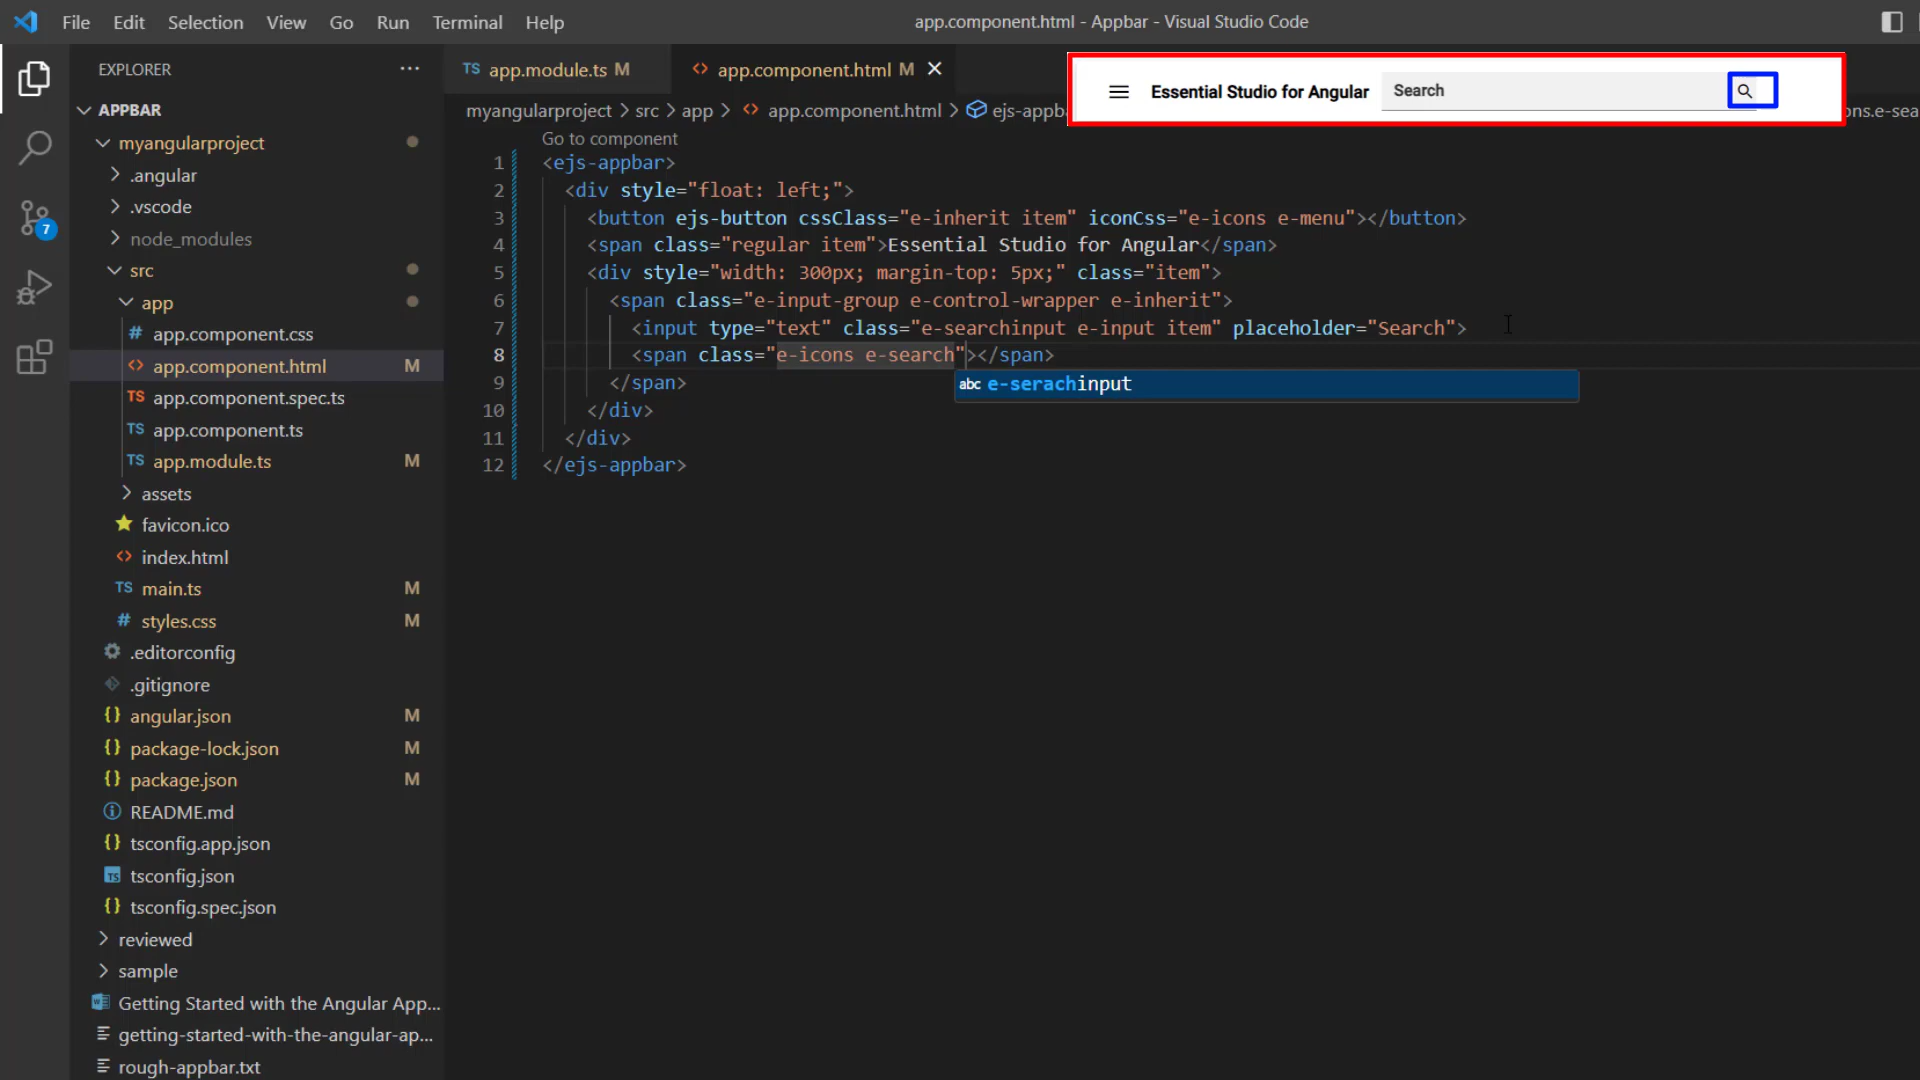 File Edit Selection View Go Run Terminal Help app.component.html - Appbar - Visual Studio Code
EXPLORER ···
TS app.module.ts M <> app.component.html M
myangularproject > src > app > <> app.component.html > ejs-appb
ns.e-sea
Essential Studio for Angular Search
Go to component
1 <ejs-appbar>
2 <div style="float: left;">
3 <button ejs-button cssClass="e-inherit item" iconCss="e-icons e-menu"></button>
4 <span class="regular item">Essential Studio for Angular</span>
5 <div style="width: 300px; margin-top: 5px;" class="item">
6 <span class="e-input-group e-control-wrapper e-inherit">
7 <input type="text" class="e-searchinput e-input item" placeholder="Search">
8 <span class="e-icons e-search"></span>
abc e-serachinput
9 </span>
10 </div>
11 </div>
12 </ejs-appbar>
APPBAR
myangularproject
.angular
.vscode
7
node_modules
src
app
# app.component.css
<> app.component.html M
TS app.component.spec.ts
TS app.component.ts
TS app.module.ts M
assets
favicon.ico
<> index.html
TS main.ts M
# styles.css M
.editorconfig
.gitignore
{} angular.json M
{} package-lock.json M
{} package.json M
README.md
{} tsconfig.app.json
TS tsconfig.json
{} tsconfig.spec.json
reviewed
sample
Getting Started with the Angular App...
getting-started-with-the-angular-ap...
rough-appbar.txt